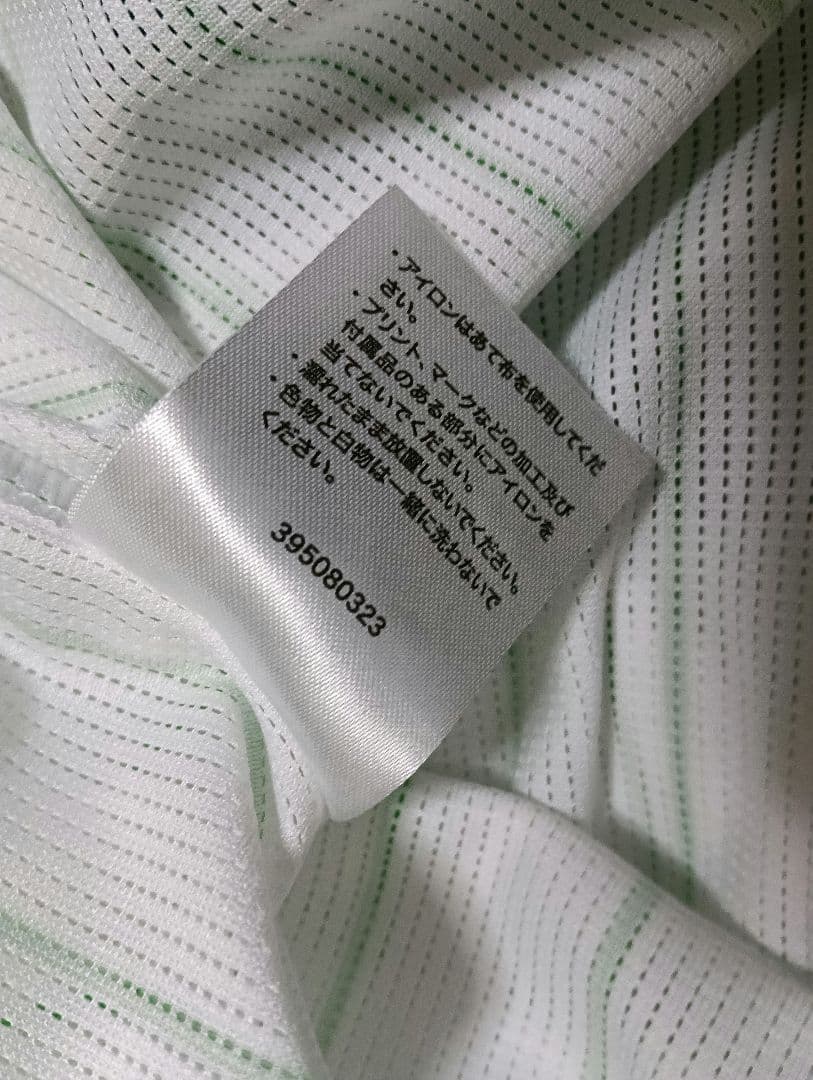 ・アイロンはあて布を使用してくだ
さい。
・プリント、マークなどの加工及び
付属品のある部分にアイロンを
当てないでください。
・濡れたまま放置しないでください。
・色物と白物は一緒に洗わないで
ください。
395080323